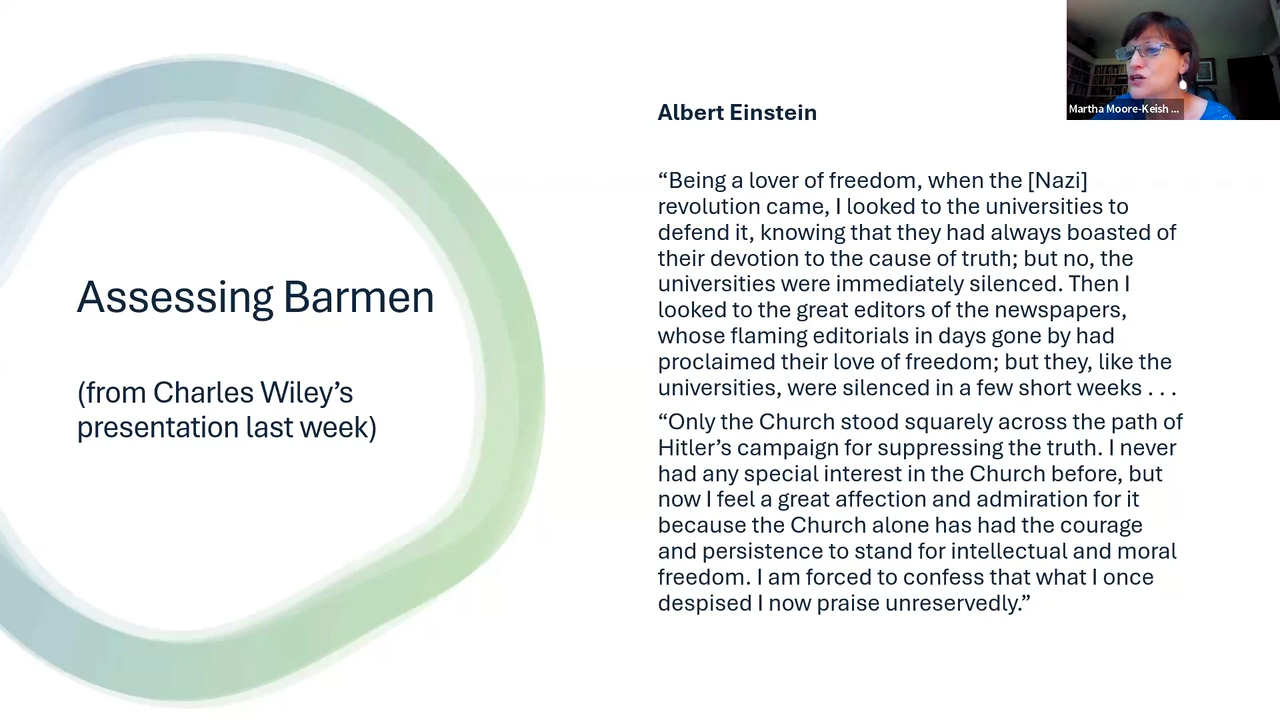 Assessing Barmen
(from Charles Wiley’s
presentation last week)
Albert Einstein
“Being a lover of freedom, when the [Nazi]
revolution came, I looked to the universities to
defend it, knowing that they had always boasted of
their devotion to the cause of truth; but no, the
universities were immediately silenced. Then I
looked to the great editors of the newspapers,
whose flaming editorials in days gone by had
proclaimed their love of freedom; but they, like the
universities, were silenced in a few short weeks . . .
“Only the Church stood squarely across the path of
Hitler’s campaign for suppressing the truth. I never
had any special interest in the Church before, but
now I feel a great affection and admiration for it
because the Church alone has had the courage
and persistence to stand for intellectual and moral
freedom. I am forced to confess that what I once
despised I now praise unreservedly.”
Martha Moore-Keish ...